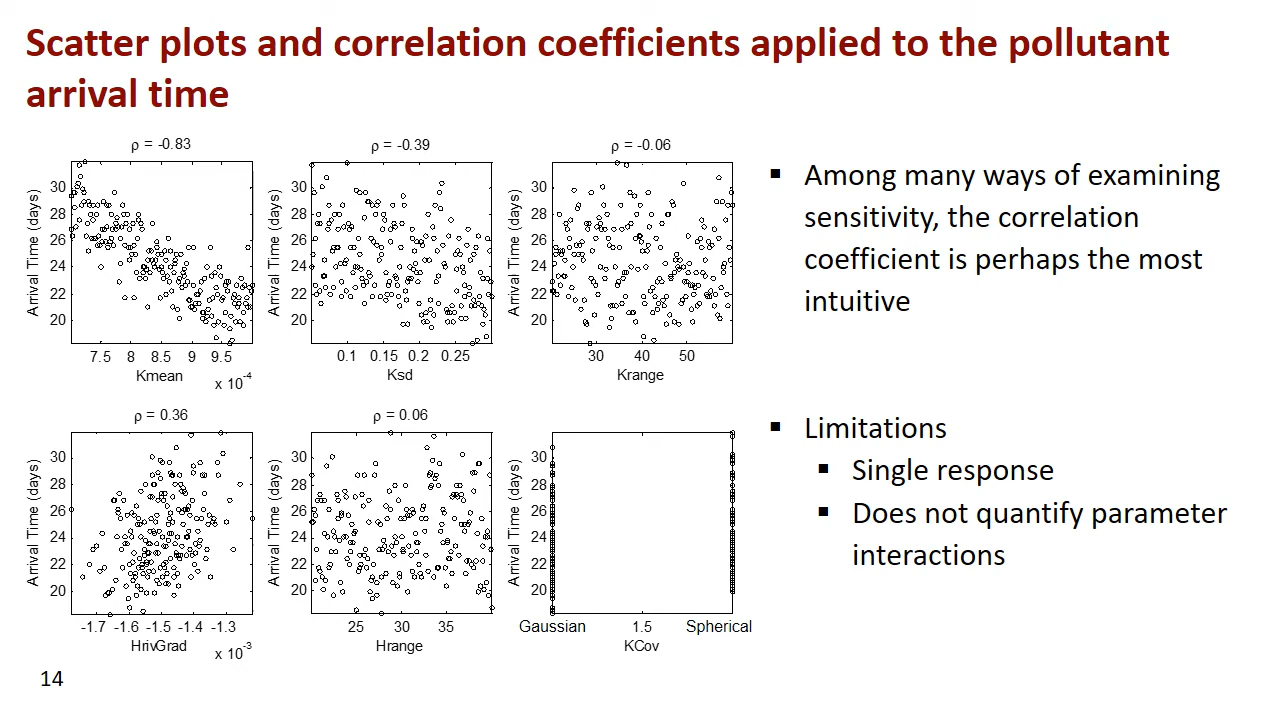 Scatter plots and correlation coefficients applied to the pollutant
arrival time
ρ = -0.83
Arrival Time (days)
30
28
26
24
22
20
7.5 8 8.5 9 9.5
Kmean
x 10-4
ρ = -0.39
Arrival Time (days)
30
28
26
24
22
20
0.1 0.15 0.2 0.25
Ksd
ρ = -0.06
Arrival Time (days)
30
28
26
24
22
20
30 40 50
Krange
ρ = 0.36
Arrival Time (days)
30
28
26
24
22
20
-1.7 -1.6 -1.5 -1.4 -1.3
HrivGrad
x 10-3
ρ = 0.06
Arrival Time (days)
30
28
26
24
22
20
25 30 35
Hrange
Arrival Time (days)
30
28
26
24
22
20
Gaussian 1.5 Spherical
KCov
▪ Among many ways of examining
sensitivity, the correlation
coefficient is perhaps the most
intuitive
▪ Limitations
▪ Single response
▪ Does not quantify parameter
interactions
14